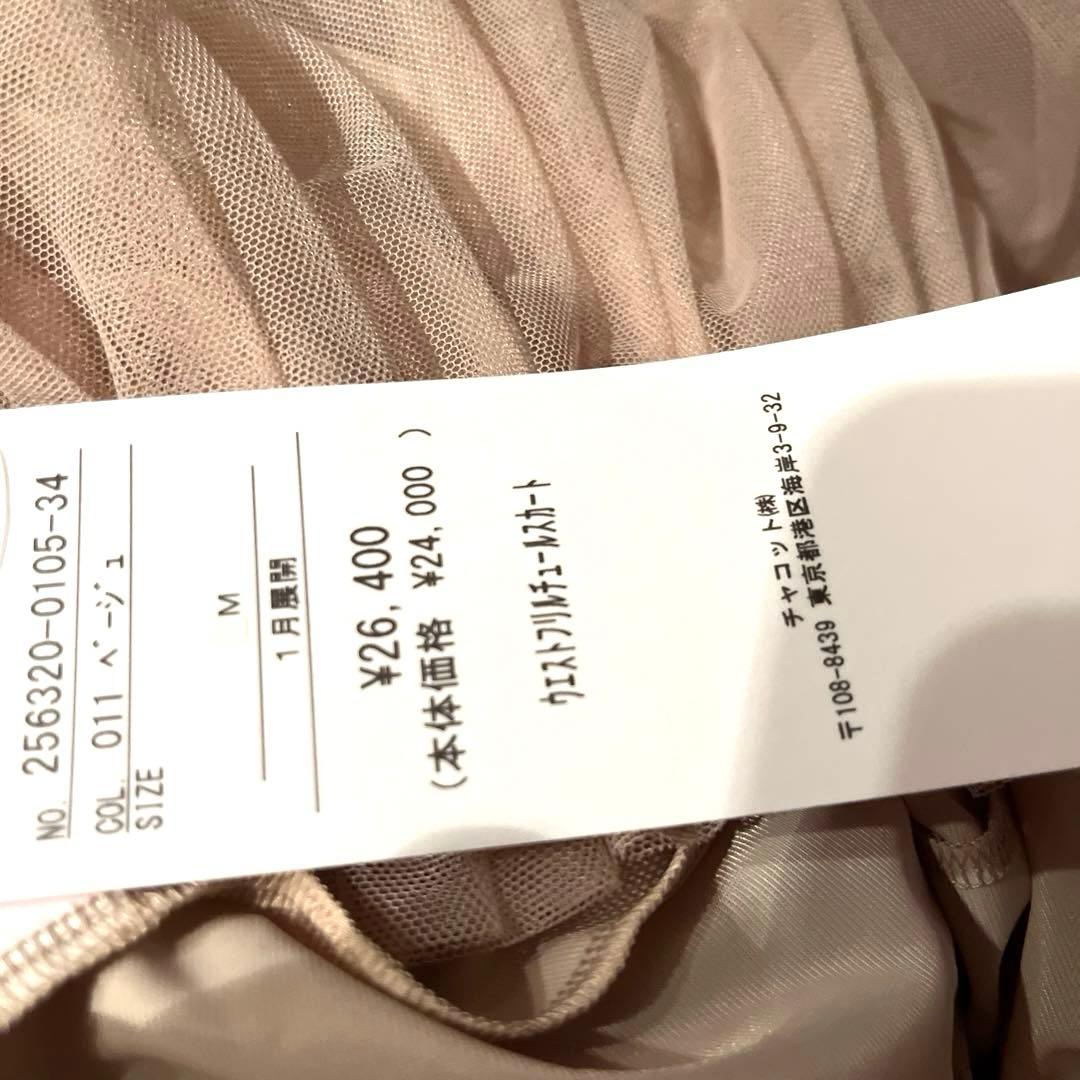 NO. 256320-0105-34
COL. 011 ﾍﾞｰｼﾞｭ
SIZE
M
1月展開
¥26,400
(本体価格 ¥24,000 )
ｳｴｽﾄﾌﾘﾙﾁｭｰﾙｽｶｰﾄ
チャコット㈱
〒108-8439 東京都港区海岸3-9-32